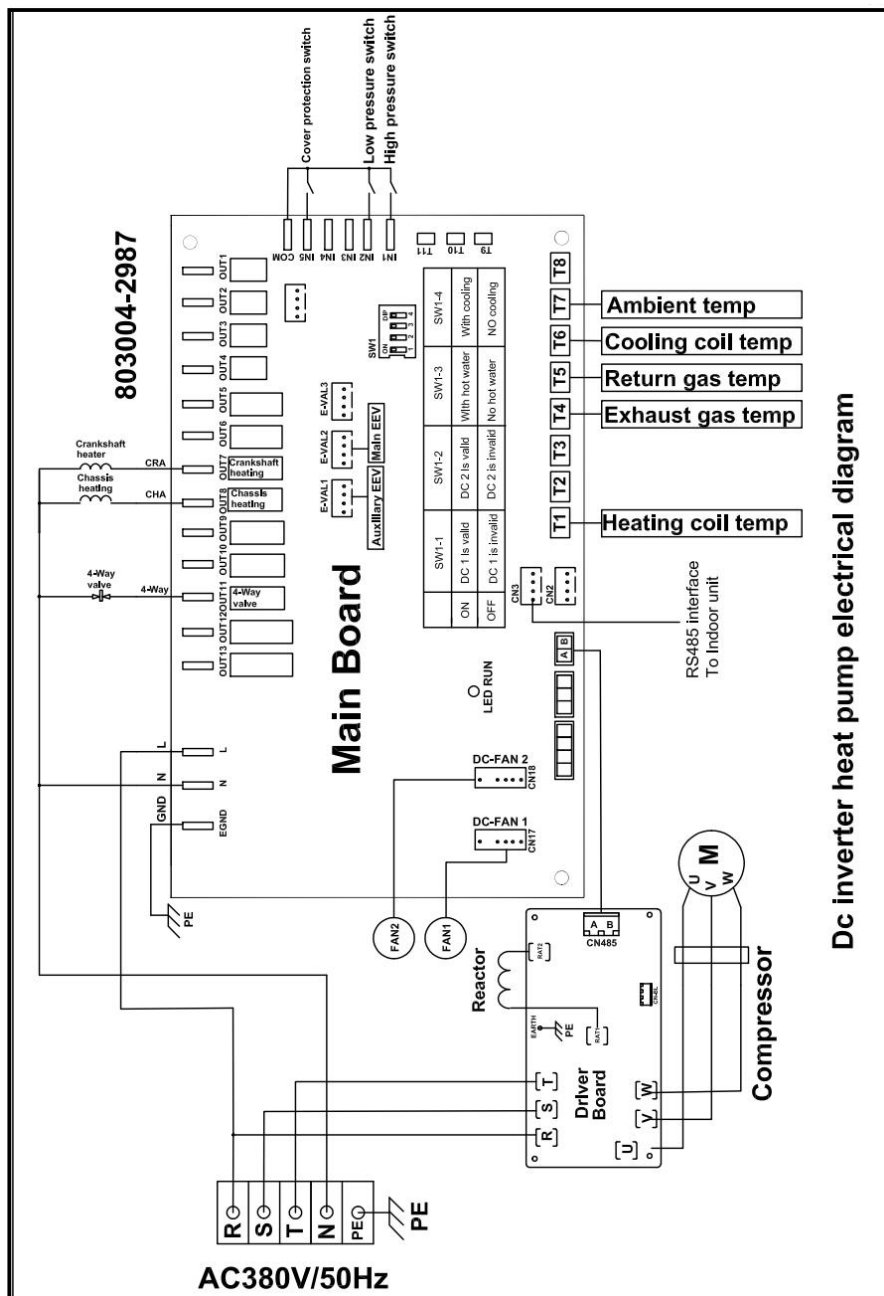 803004-2987
Cover protection switch
Low pressure switch
High pressure switch
OUT1
OUT2
OUT3
OUT4
OUT5
OUT6
OUT7
OUT8
OUT9
OUT10
OUT11
OUT12
OUT13
Crankshaft
heater
CRA
Crankshaft
heating
Chassis
heating
CHA
Chassis
heating
4-Way
valve
4-Way
4-Way
valve
L
N
GND
L
N
EGND
PE
COM
IN5
IN4
IN3
IN2
IN1
T11
T10
T9
SW1
ON DIP
1 2 3 4
E-VAL3
E-VAL2
E-VAL1
Main EEV
Auxiliary EEV
SW1-1 SW1-2 SW1-3 SW1-4
ON DC 1 Is valid DC 2 Is valid With hot water With cooling
OFF DC 1 is invalid DC 2 is invalid No hot water NO cooling
T8
T7 Ambient temp
T6 Cooling coil temp
T5 Return gas temp
T4 Exhaust gas temp
T3
T2
T1 Heating coil temp
Main Board
LED RUN
CN3
CN2
A B
RS485 interface
To Indoor unit
DC-FAN 2
CN18
DC-FAN 1
CN17
FAN2
FAN1
Reactor
RAT2
RAT1
EARTH
PE
A B
CN485
Driver
Board
R
S
T
U
V
W
M
U
V
W
Compressor
R
S
T
N
PE
PE
AC380V/50Hz
Dc inverter heat pump electrical diagram